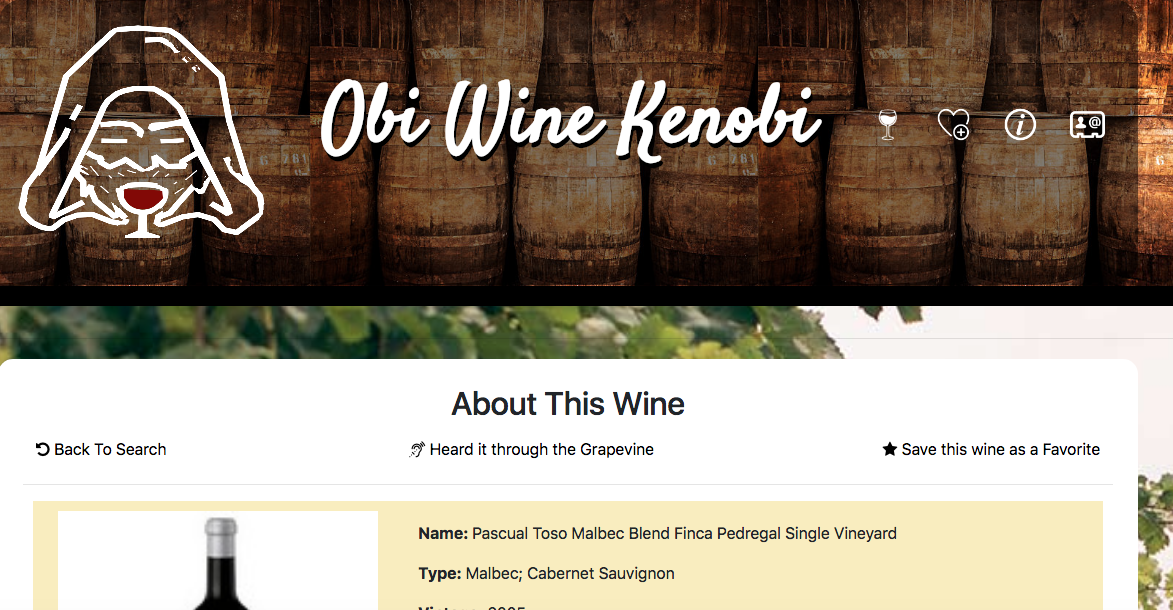 Obi Wine Kenobi
About This Wine
Back To Search
Heard it through the Grapevine
Save this wine as a Favorite
Name: Pascual Toso Malbec Blend Finca Pedregal Single Vineyard
Type: Malbec; Cabernet Sauvignon